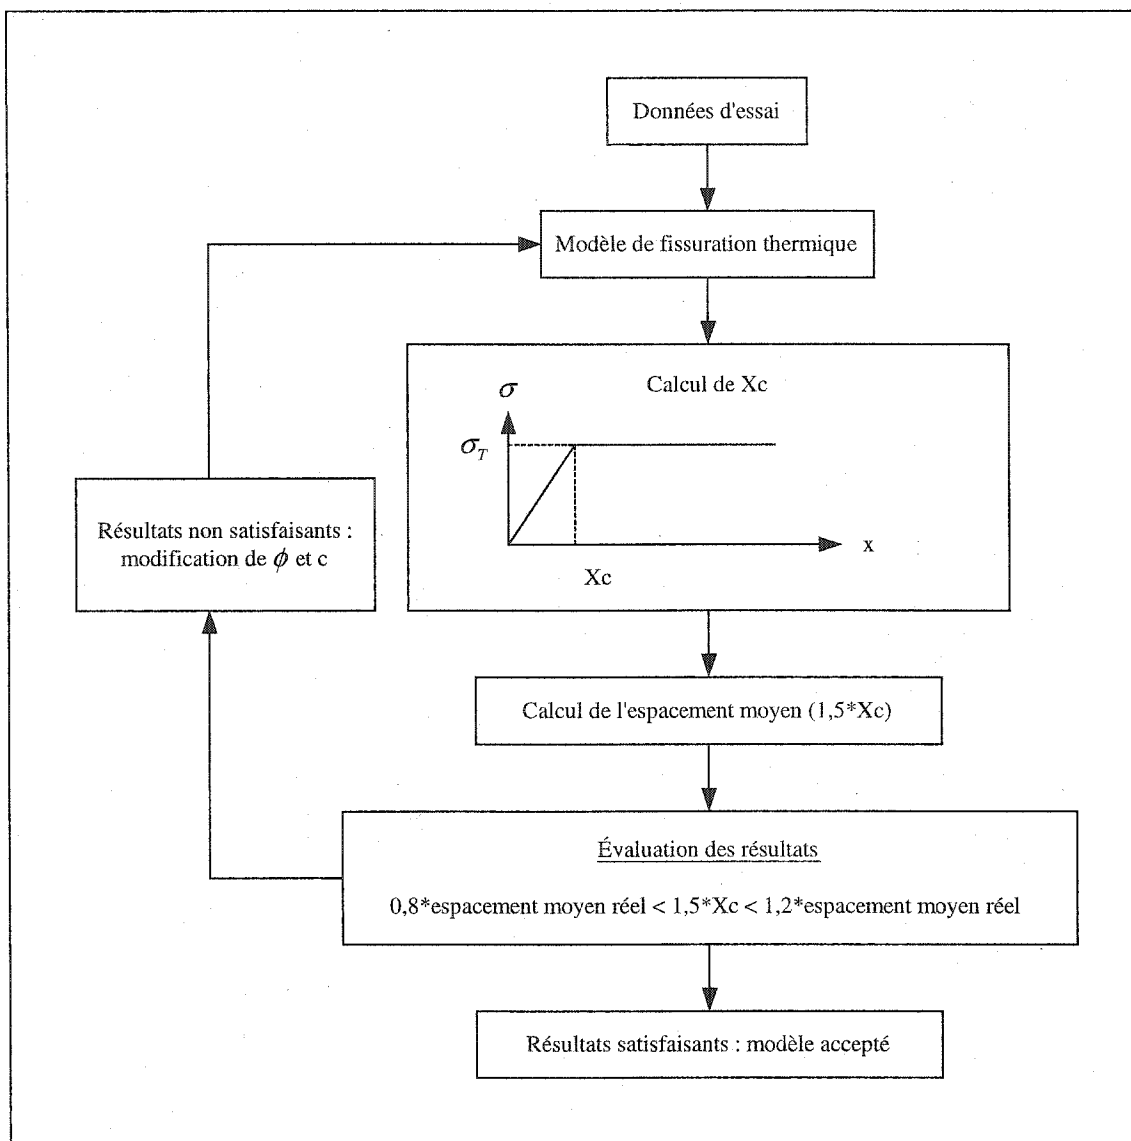 Données d'essai
Modèle de fissuration thermique
Calcul de Xc
σ
σ_T
x
Xc
Résultats non satisfaisants :
modification de ϕ et c
Calcul de l'espacement moyen (1,5*Xc)
Évaluation des résultats
0,8*espacement moyen réel < 1,5*Xc < 1,2*espacement moyen réel
Résultats satisfaisants : modèle accepté